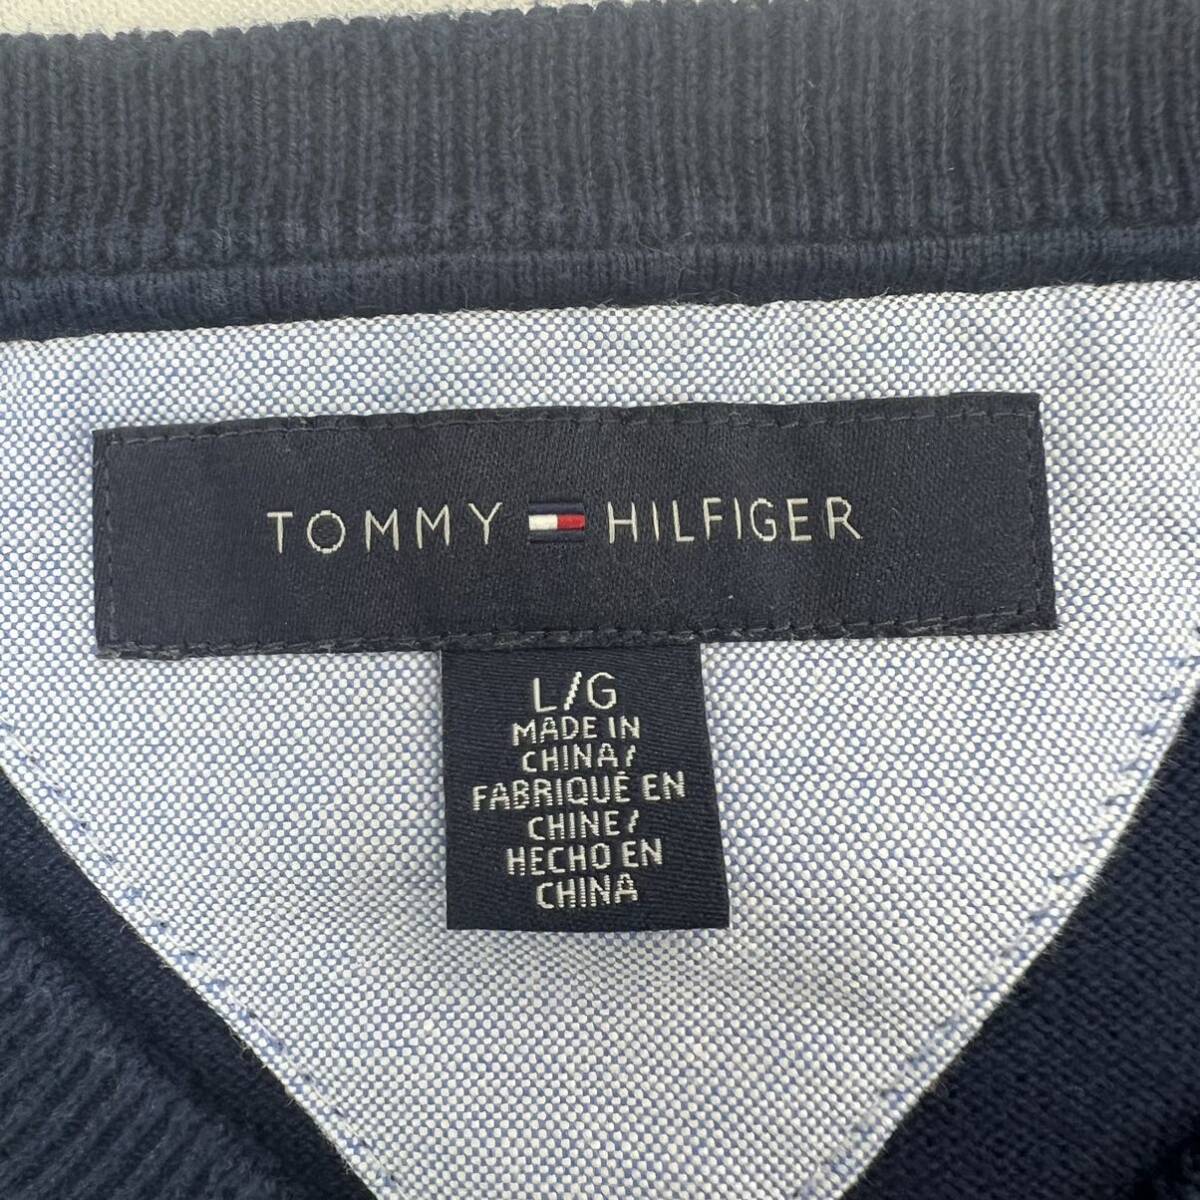 TOMMY HILFIGER
L/G
MADE IN
CHINA/
FABRIQUÉ EN
CHINE/
HECHO EN
CHINA